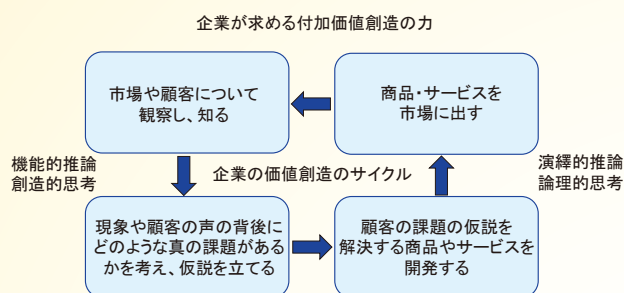 企業が求める付加価値創造の力
市場や顧客について
観察し、知る
商品・サービスを
市場に出す
機能的推論
創造的思考
企業の価値創造のサイクル
演繹的推論
論理的思考
現象や顧客の声の背後に
どのような真の課題がある
かを考え、仮説を立てる
顧客の課題の仮説を
解決する商品やサービスを
開発する